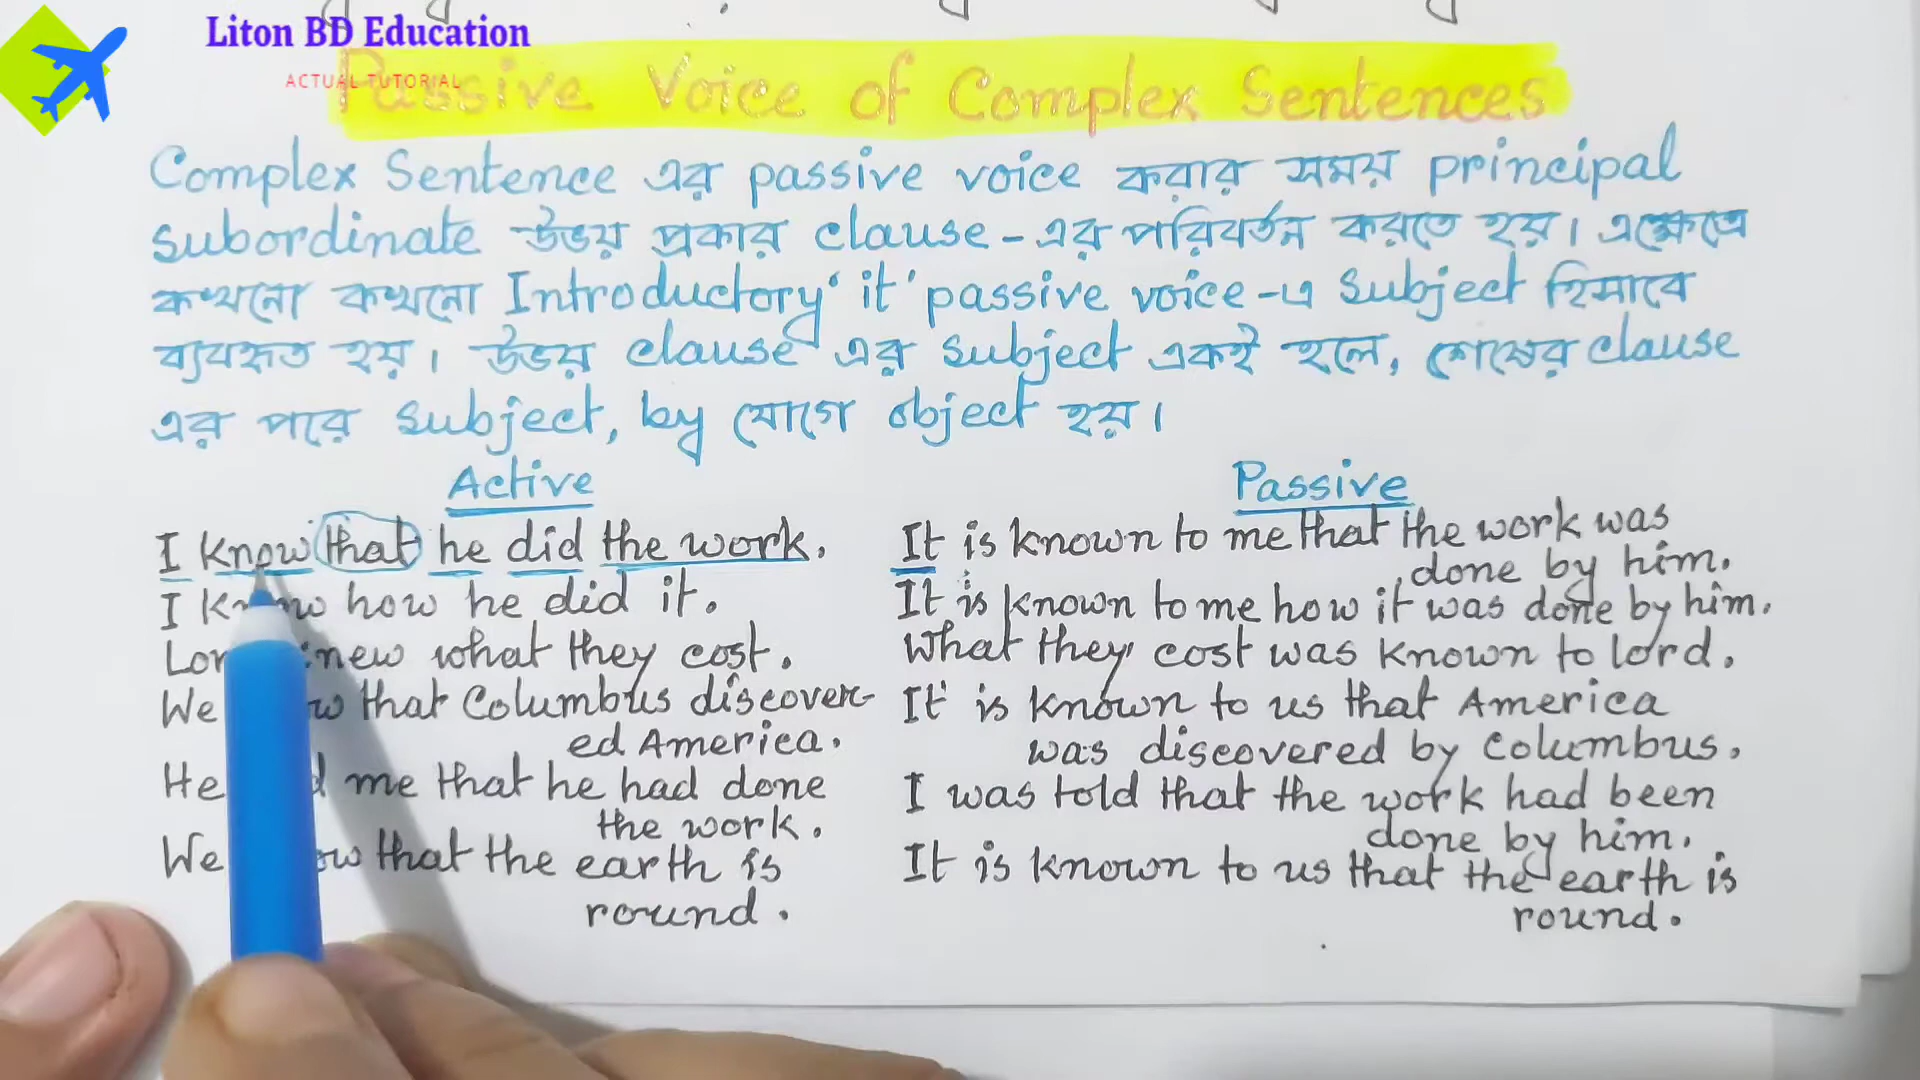 Liton BD Education
ACTUAL TUTORIAL
Passive Voice of Complex Sentences
Complex Sentence এর passive voice করার সময় principal
subordinate উভয় প্রকার clause-এর পরিবর্তন করতে হয়। এক্ষেত্রে
কখনো কখনো Introductory 'it' passive voice-এ subject হিসাবে
ব্যবহৃত হয়। উভয় clause এর subject একই হলে, শেষের clause
এর পরে subject, by যোগে object হয়।
Active Passive
I know that he did the work. It is known to me that the work was
done by him.
I know how he did it. It is known to me how it was done by him.
what they cost. What they cost was known to lord.
We that Columbus discover- It is known to us that America
ed America. was discovered by Columbus.
He me that he had done I was told that the work had been
the work. done by him.
We that the earth is It is known to us that the earth is
round. round.